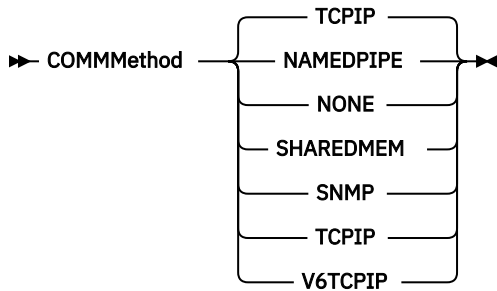 TCPIP
COMMMethod NAMEDPIPE
NONE
SHAREDMEM
SNMP
TCPIP
V6TCPIP